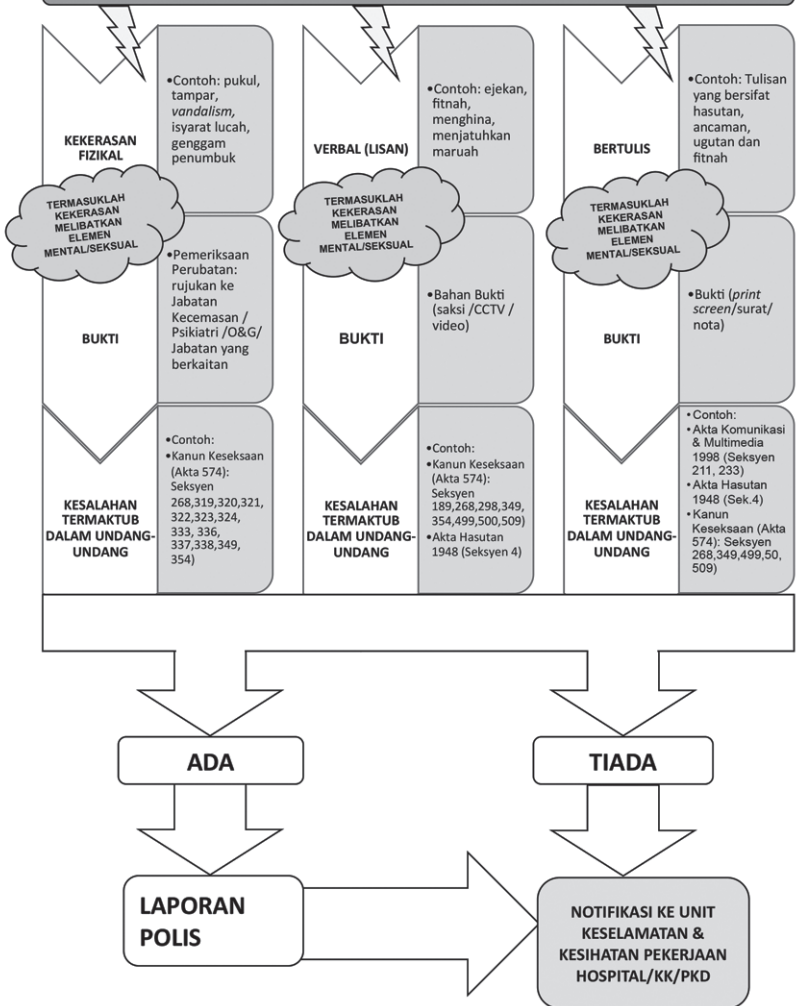 KEKERASAN
FIZIKAL
•Contoh: pukul,
tampar,
vandalism,
isyarat lucah,
genggam
penumbuk
TERMASUKLAH
KEKERASAN
MELIBATKAN
ELEMEN
MENTAL/SEKSUAL
BUKTI
•Pemeriksaan
Perubatan:
rujukan ke
Jabatan
Kecemasan /
Psikiatri /O&G/
Jabatan yang
berkaitan
KESALAHAN
TERMAKTUB
DALAM UNDANG-
UNDANG
•Contoh:
•Kanun Keseksaan
(Akta 574):
Seksyen
268,319,320,321,
322,323,324,
333, 336,
337,338,349,
354)
VERBAL (LISAN)
•Contoh: ejekan,
fitnah,
menghina,
menjatuhkan
maruah
TERMASUKLAH
KEKERASAN
MELIBATKAN
ELEMEN
MENTAL/SEKSUAL
BUKTI
•Bahan Bukti
(saksi /CCTV /
video)
KESALAHAN
TERMAKTUB
DALAM UNDANG-
UNDANG
•Contoh:
•Kanun Keseksaan
(Akta 574):
Seksyen
189,268,298,349,
354,499,500,509)
•Akta Hasutan
1948 (Seksyen 4)
BERTULIS
•Contoh: Tulisan
yang bersifat
hasutan,
ancaman,
ugutan dan
fitnah
TERMASUKLAH
KEKERASAN
MELIBATKAN
ELEMEN
MENTAL/SEKSUAL
BUKTI
•Bukti (print
screen/surat/
nota)
KESALAHAN
TERMAKTUB
DALAM UNDANG-
UNDANG
• Contoh:
• Akta Komunikasi
& Multimedia
1998 (Seksyen
211, 233)
• Akta Hasutan
1948 (Sek.4)
• Kanun
Keseksaan (Akta
574): Seksyen
268,349,499,50,
509)
ADA
TIADA
LAPORAN
POLIS
NOTIFIKASI KE UNIT
KESELAMATAN &
KESIHATAN PEKERJAAN
HOSPITAL/KK/PKD